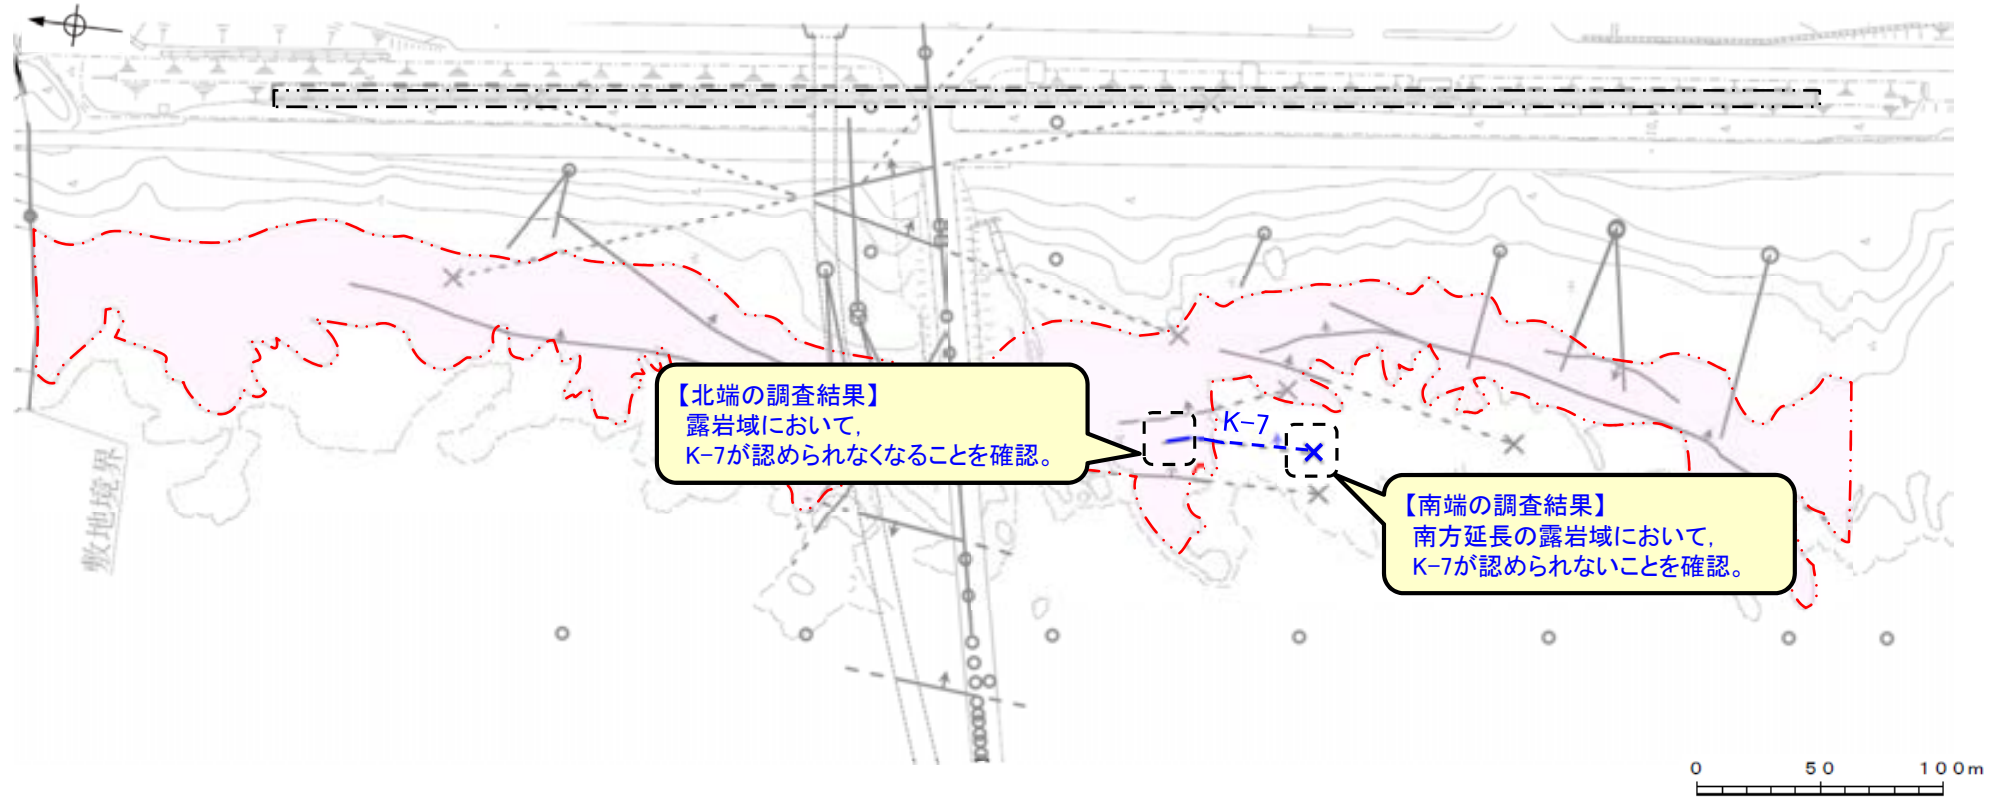 【北端の調査結果】
露岩域において,
K-7が認められなくなることを確認。
K-7
【南端の調査結果】
南方延長の露岩域において,
K-7が認められないことを確認。
敷地境界
0 50 100m